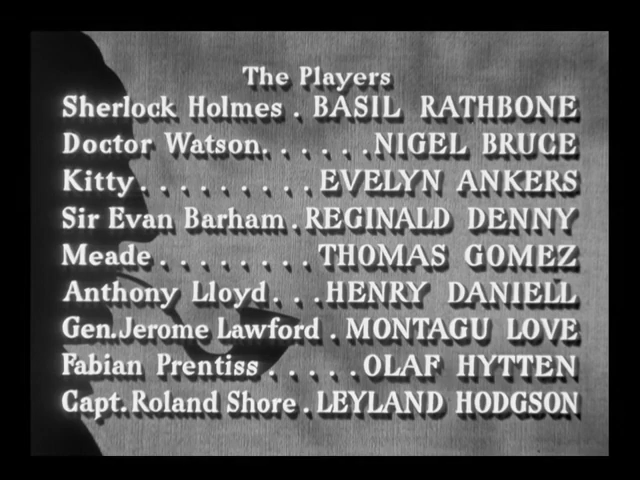 The Players
Sherlock Holmes . BASIL RATHBONE
Doctor Watson. . . . . . NIGEL BRUCE
Kitty . . . . . . . . . EVELYN ANKERS
Sir Evan Barham . REGINALD DENNY
Meade . . . . . . . . THOMAS GOMEZ
Anthony Lloyd . . . HENRY DANIELL
Gen. Jerome Lawford . MONTAGU LOVE
Fabian Prentiss . . . . . OLAF HYTTEN
Capt. Roland Shore . LEYLAND HODGSON